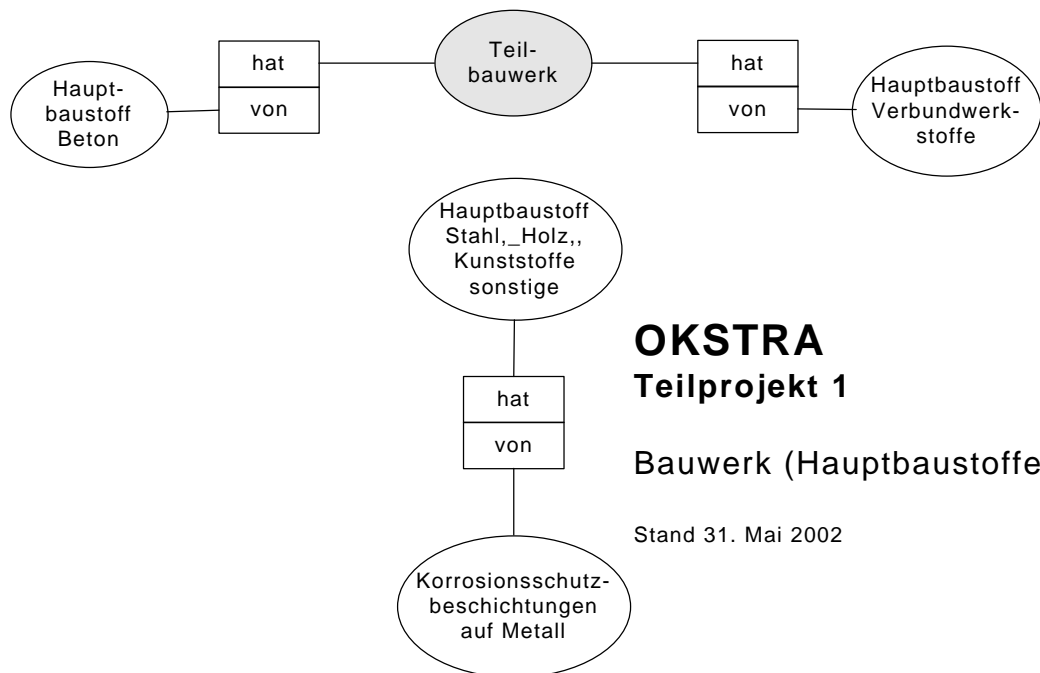 Teil-
bauwerk
hat
von
Haupt-
baustoff
Beton
hat
von
Hauptbaustoff
Verbundwerk-
stoffe
Hauptbaustoff
Stahl,_Holz,,
Kunststoffe
sonstige
hat
von
Korrosionsschutz-
beschichtungen
auf Metall
OKSTRA
Teilprojekt 1
Bauwerk (Hauptbaustoffe
Stand 31. Mai 2002